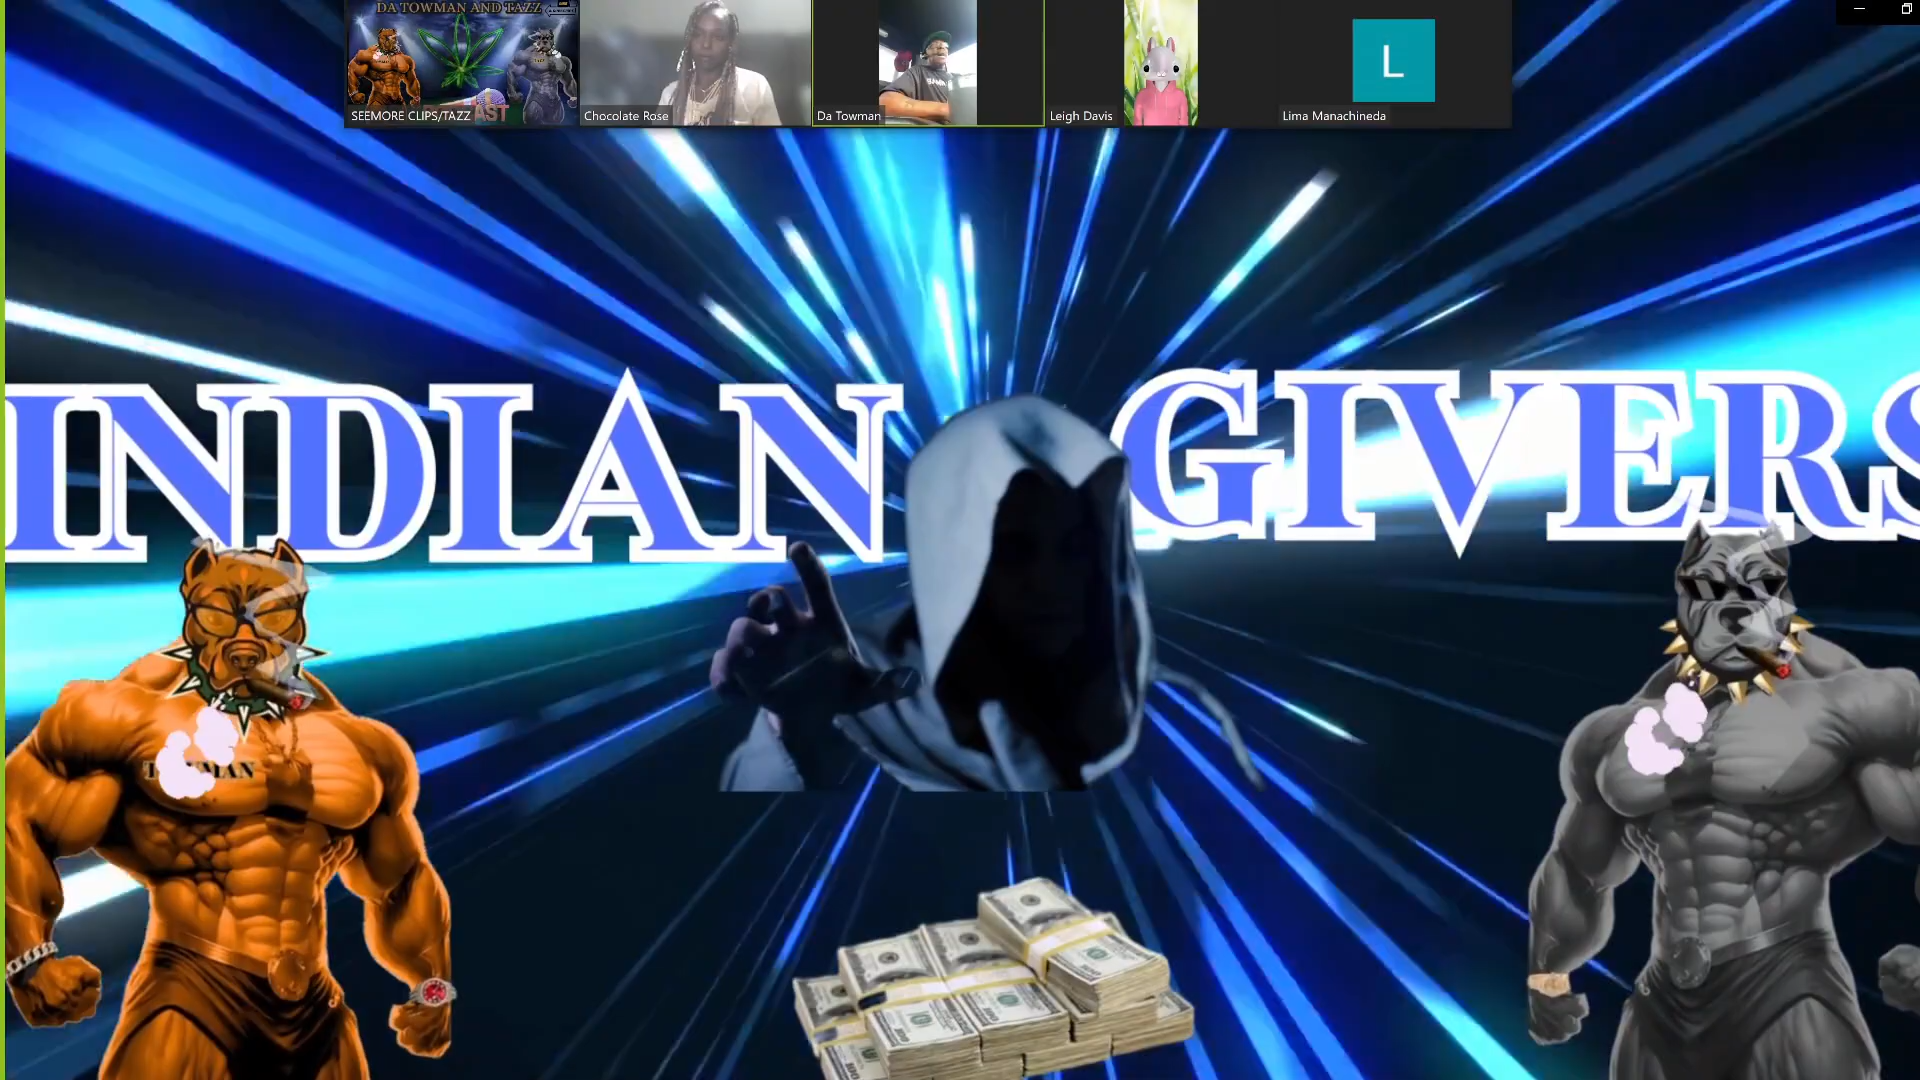 DA TOWMAN AND TAZZ
SEEMORE CLIPS/TAZZ
Chocolate Rose
Da Towman
Leigh Davis
L
Lima Manachineda
INDIAN GIVERS